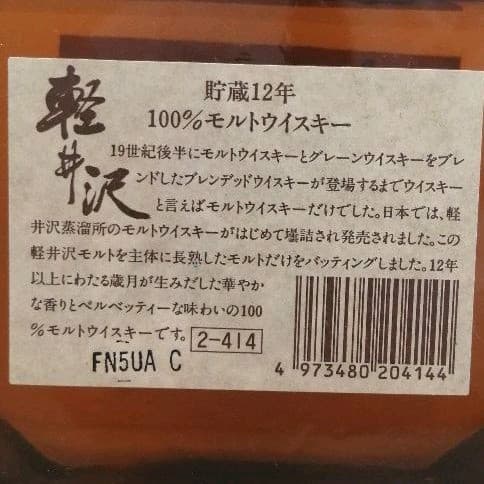 軽井沢
貯蔵12年
100%モルトウイスキー
19世紀後半にモルトウイスキーとグレーンウイスキーをブレ
ンドしたブレンデッドウイスキーが登場するまでウイスキー
と言えばモルトウイスキーだけでした。日本では、軽
井沢蒸溜所のモルトウイスキーがはじめて壜詰され発売されました。この
軽井沢モルトを主体に長熟したモルトだけをバッティングしました。12年
以上にわたる歳月が生みだした華やか
な香りとベルベッティーな味わいの100
%モルトウイスキーです。 2-414
FN5UA C
4 973480 204144